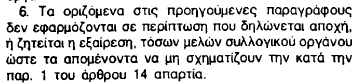 6. Τα οριζόμενα στις προηγούμενες παραγράφους
δεν εφαρμόζονται σε περίπτωση που δηλώνεται αποχή,
ή ζητείται η εξαίρεση, τόσων μελών συλλογικού οργάνου
ώστε τα απομένοντα να μη σχηματίζουν την κατά την
παρ. 1 του άρθρου 14 απαρτία.